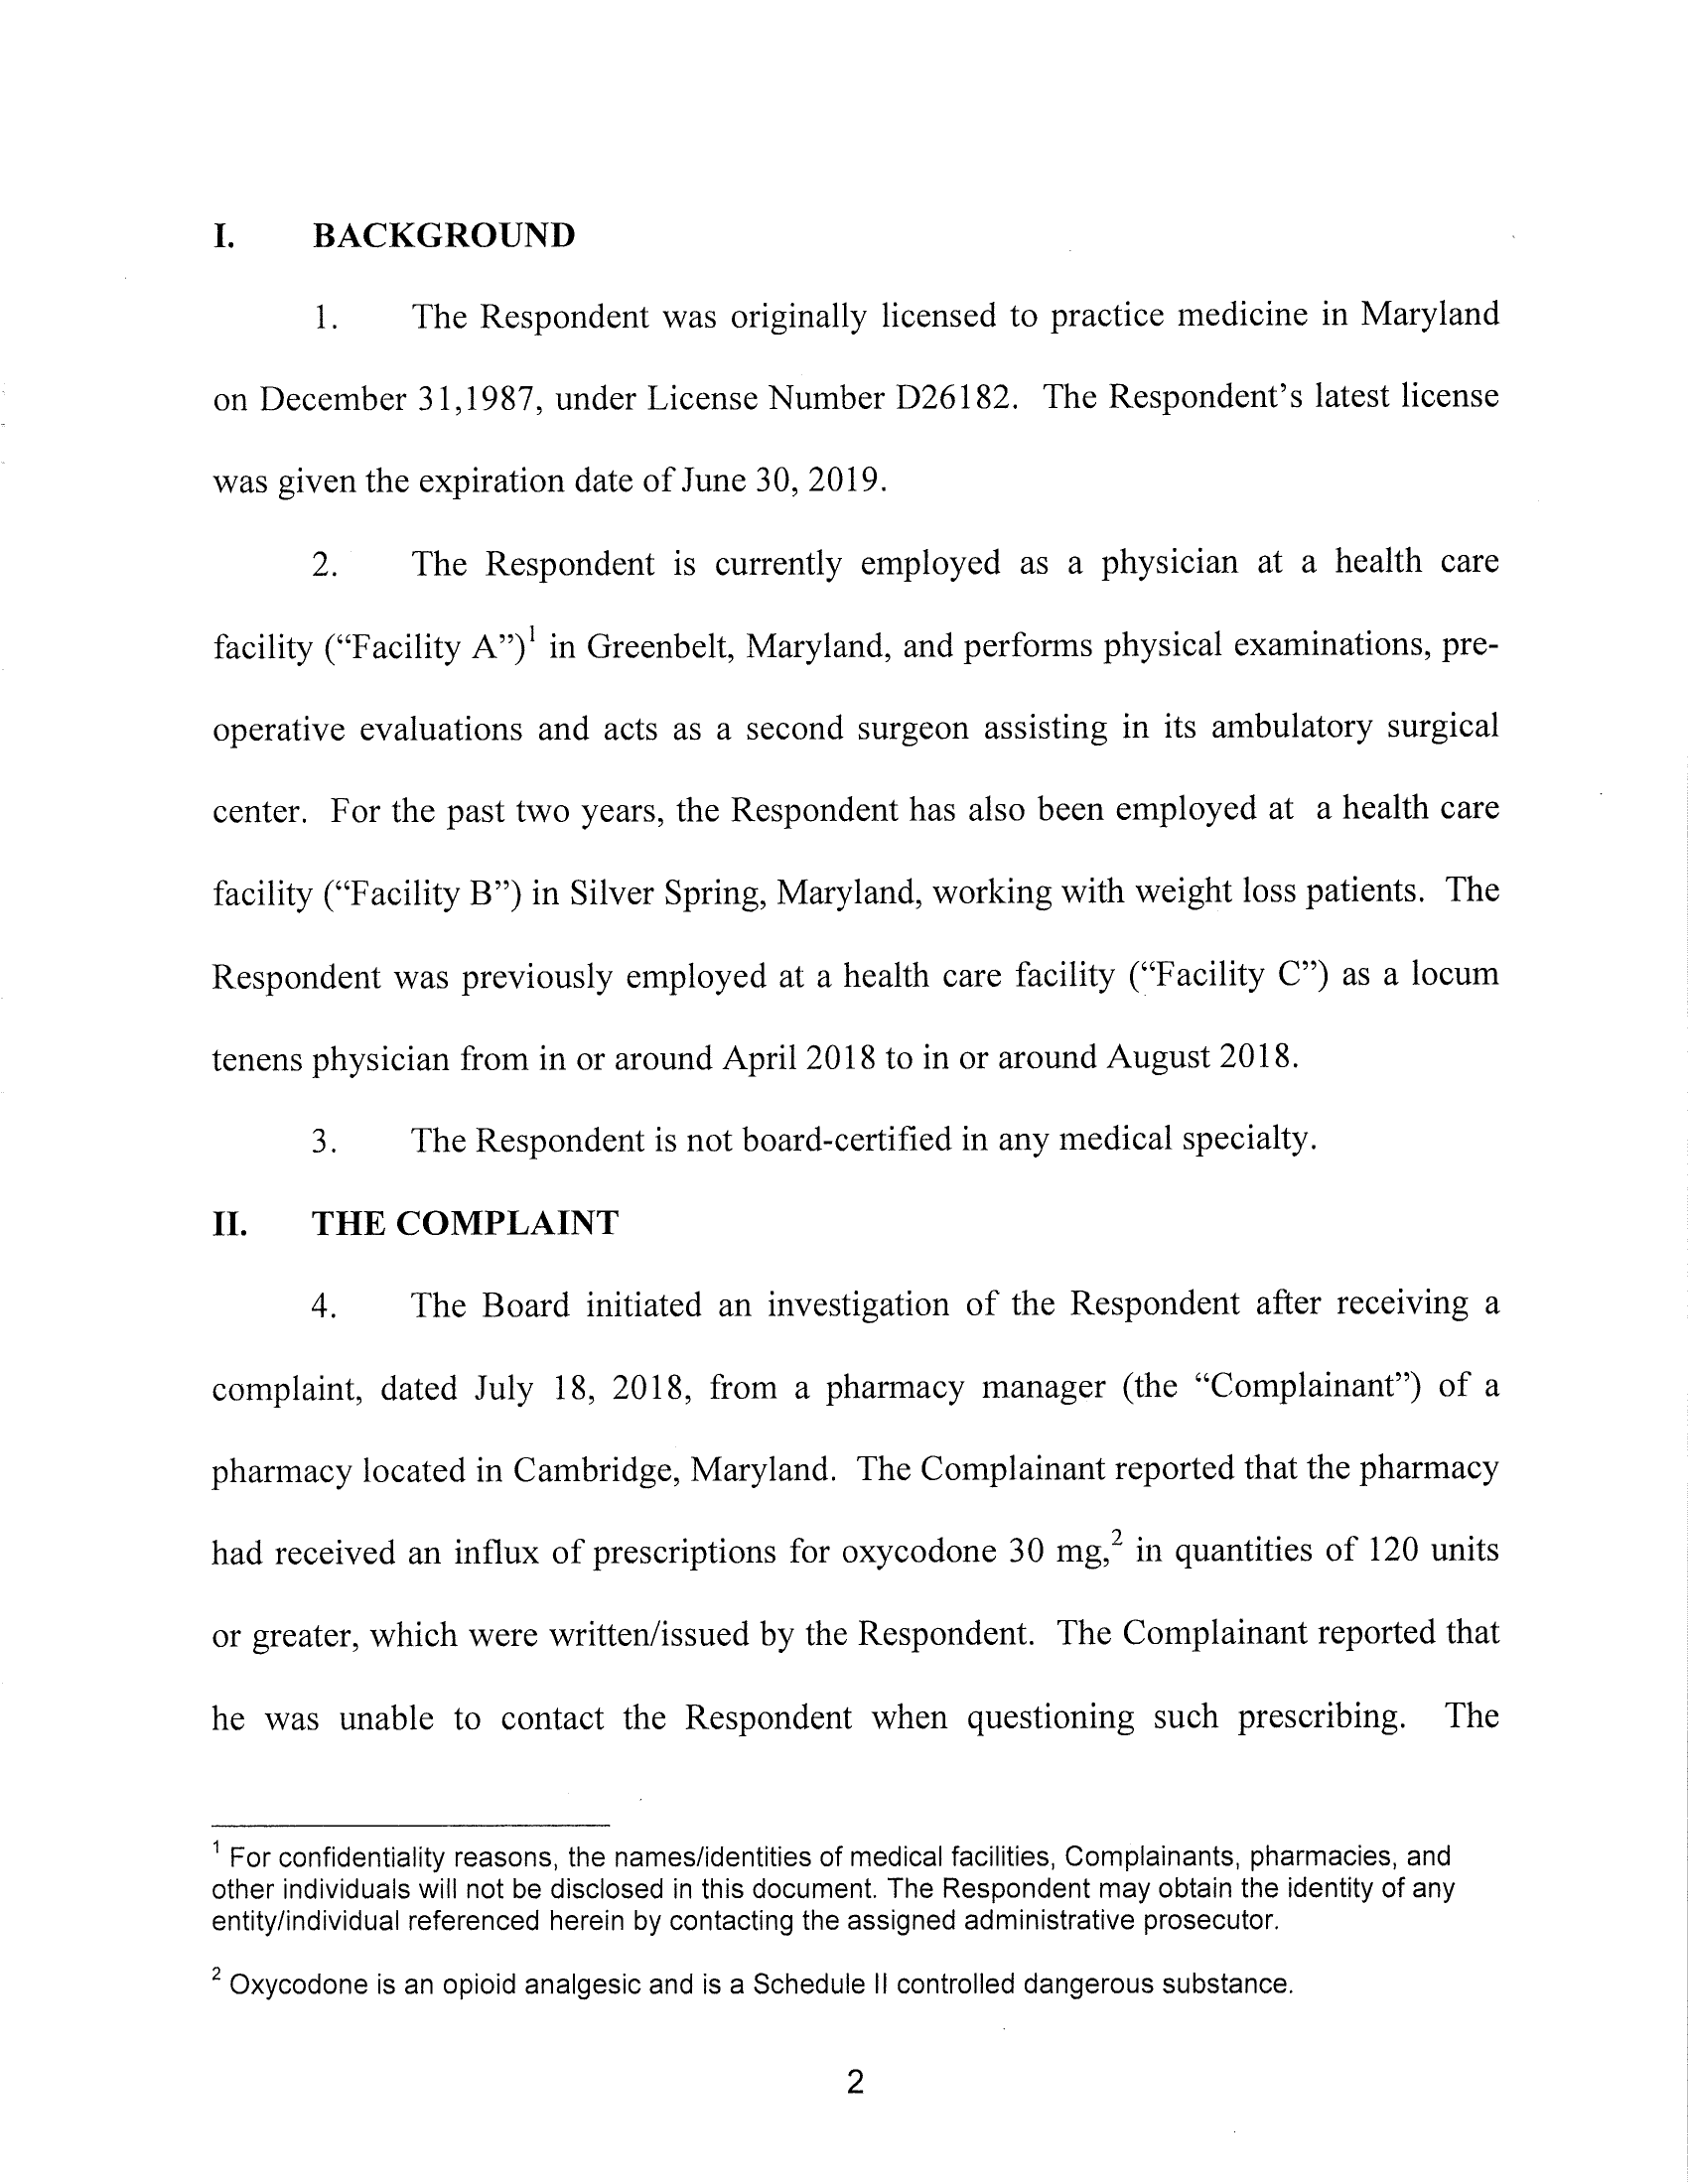 I. BACKGROUND
1. The Respondent was originally licensed to practice medicine in Maryland
on December 31,1987, under License Number D26182. The Respondent's latest license
was given the expiration date of June 30, 2019.
2. The Respondent is currently employed as a physician at a health care
facility (“Facility A”)¹ in Greenbelt, Maryland, and performs physical examinations, pre-
operative evaluations and acts as a second surgeon assisting in its ambulatory surgical
center. For the past two years, the Respondent has also been employed at a health care
facility (“Facility B”) in Silver Spring, Maryland, working with weight loss patients. The
Respondent was previously employed at a health care facility (“Facility C”) as a locum
tenens physician from in or around April 2018 to in or around August 2018.
3. The Respondent is not board-certified in any medical specialty.
II. THE COMPLAINT
4. The Board initiated an investigation of the Respondent after receiving a
complaint, dated July 18, 2018, from a pharmacy manager (the “Complainant”) of a
pharmacy located in Cambridge, Maryland. The Complainant reported that the pharmacy
had received an influx of prescriptions for oxycodone 30 mg,² in quantities of 120 units
or greater, which were written/issued by the Respondent. The Complainant reported that
he was unable to contact the Respondent when questioning such prescribing. The
¹ For confidentiality reasons, the names/identities of medical facilities, Complainants, pharmacies, and
other individuals will not be disclosed in this document. The Respondent may obtain the identity of any
entity/individual referenced herein by contacting the assigned administrative prosecutor.
² Oxycodone is an opioid analgesic and is a Schedule II controlled dangerous substance.
2